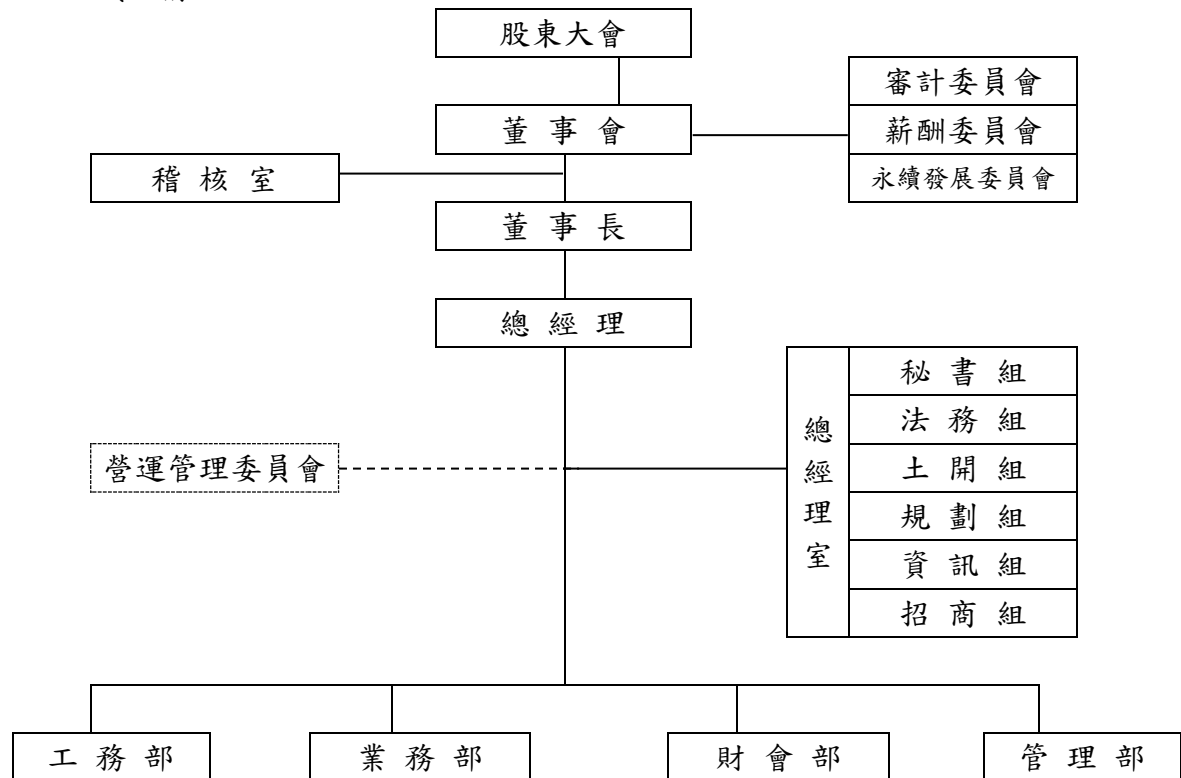 股東大會
審計委員會
董事會
薪酬委員會
稽核室
永續發展委員會
董事長
總經理
總經理室
秘書組
法務組
營運管理委員會
土開組
規劃組
資訊組
招商組
工務部
業務部
財會部
管理部